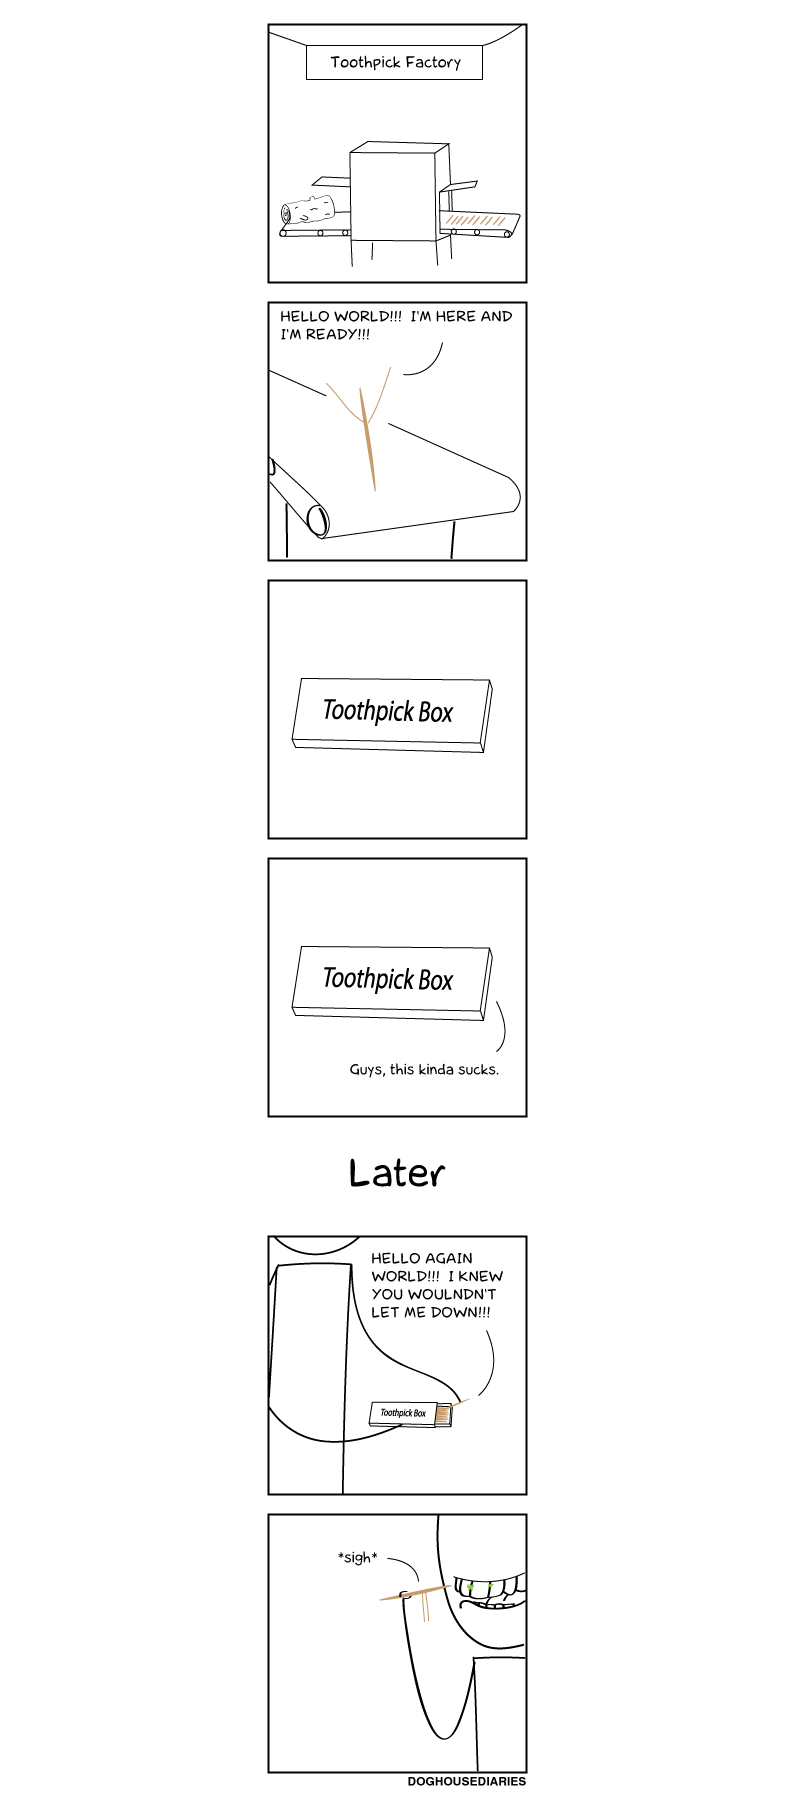 Toothpick Factory
HELLO WORLD!!! I'M HERE AND
I'M READY!!!
Toothpick Box
Toothpick Box
Guys, this kinda sucks.
Later
HELLO AGAIN
WORLD!!! I KNEW
YOU WOULNDN'T
LET ME DOWN!!!
Toothpick Box
*sigh*
DOGHOUSEDIARIES